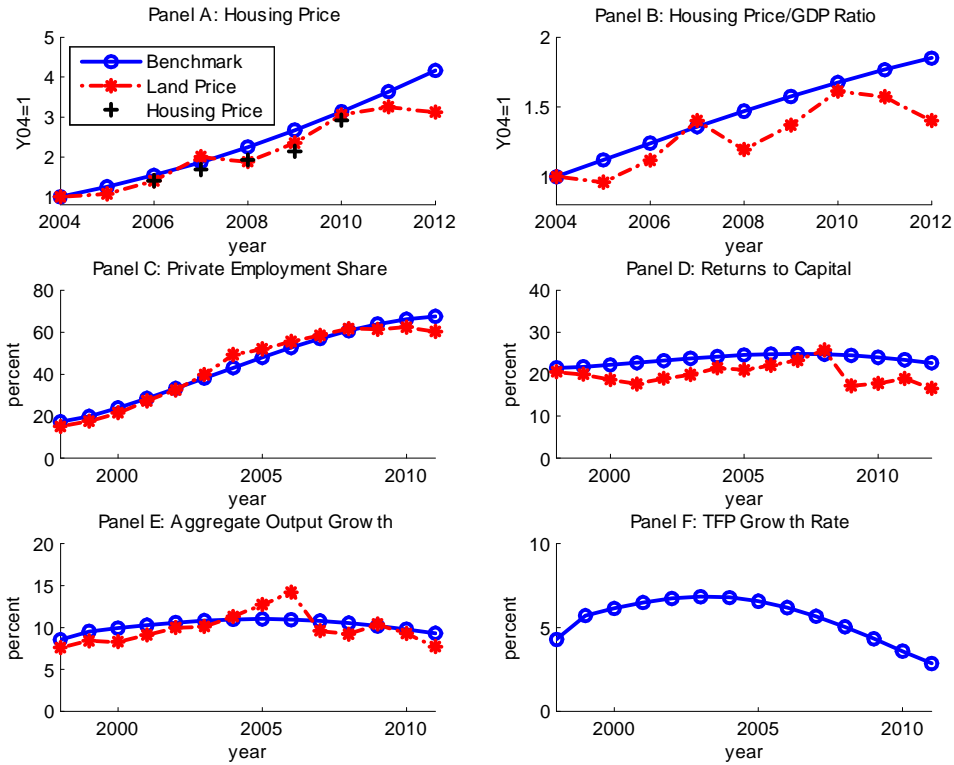 Panel A: Housing Price
5
4
3
2
1
Y04=1
Benchmark
Land Price
Housing Price
2004 2006 2008 2010 2012
year
Panel B: Housing Price/GDP Ratio
2
1.5
1
Y04=1
2004 2006 2008 2010 2012
year
Panel C: Private Employment Share
80
60
40
20
0
percent
2000 2005 2010
year
Panel D: Returns to Capital
40
30
20
10
0
percent
2000 2005 2010
year
Panel E: Aggregate Output Growth
20
15
10
5
0
percent
2000 2005 2010
year
Panel F: TFP Growth Rate
10
5
0
percent
2000 2005 2010
year